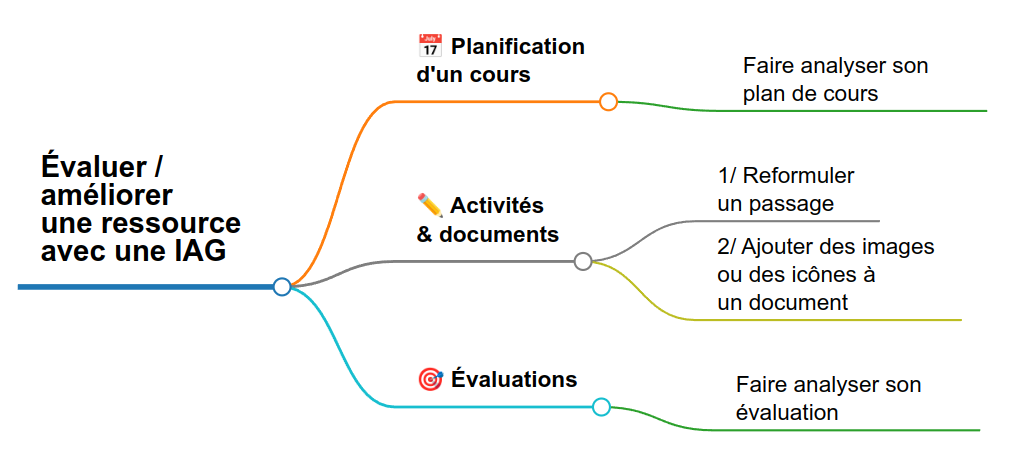 Évaluer /
améliorer
une ressource
avec une IAG
📅 Planification
d'un cours
Faire analyser son
plan de cours
✏️ Activités
& documents
1/ Reformuler
un passage
2/ Ajouter des images
ou des icônes à
un document
🎯 Évaluations
Faire analyser son
évaluation